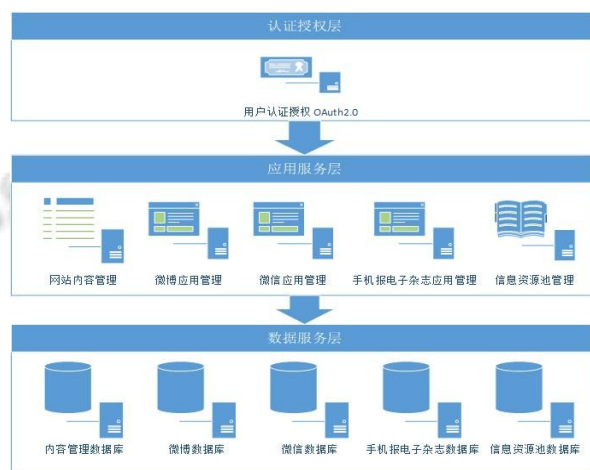 认证授权层
用户认证授权 OAuth2.0
应用服务层
网站内容管理
微博应用管理
微信应用管理
手机报电子杂志应用管理
信息资源池管理
数据服务层
内容管理数据库
微博数据库
微信数据库
手机报电子杂志数据库
信息资源池数据库